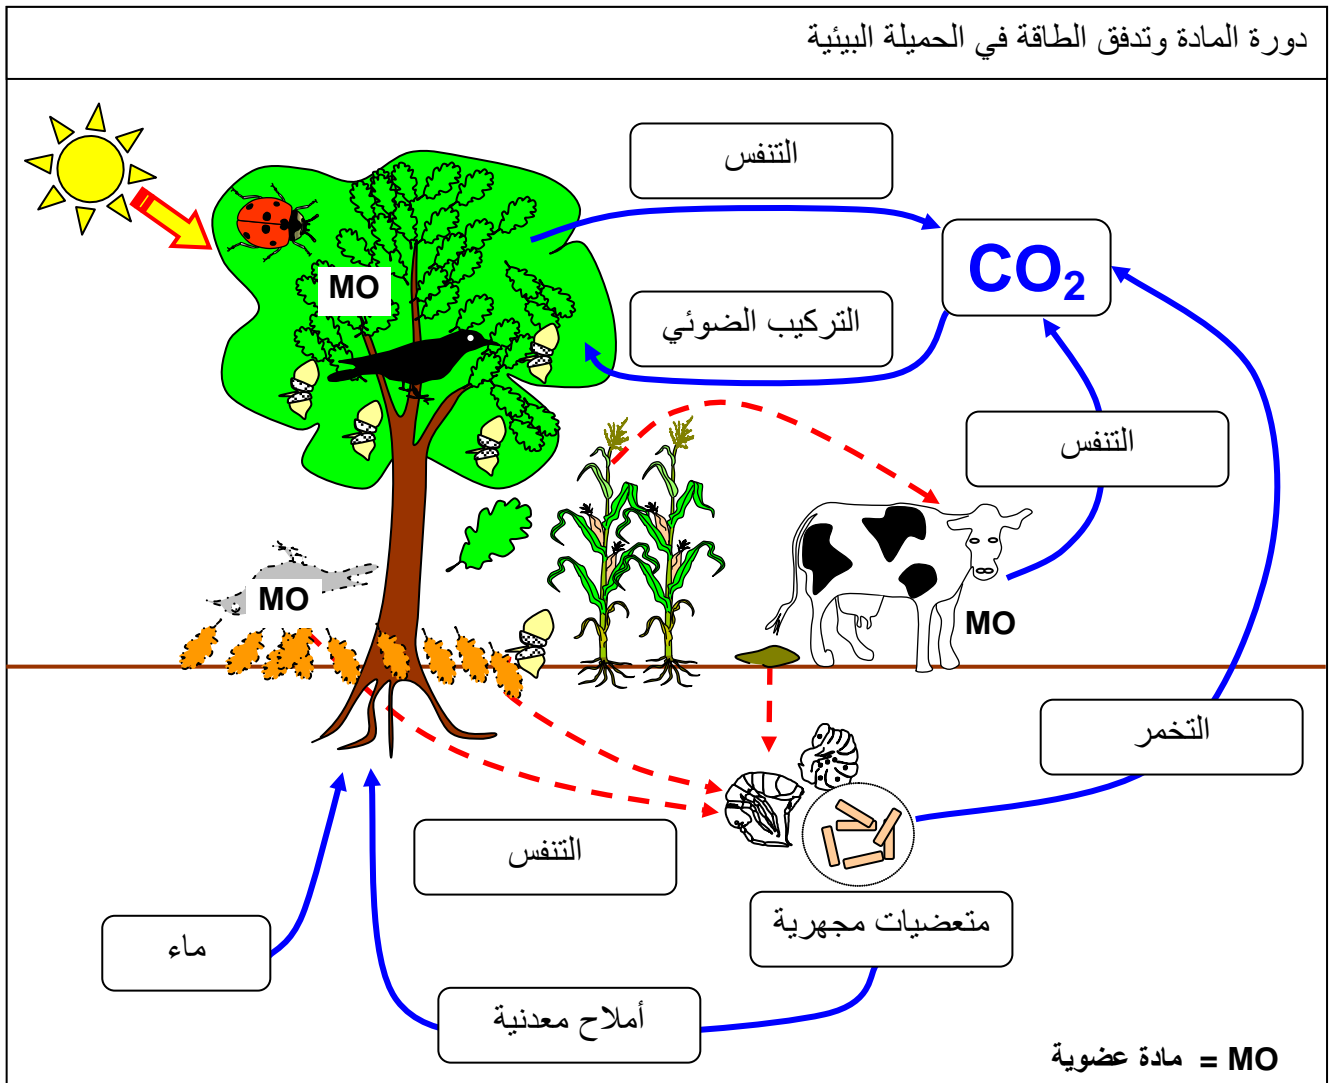 دورة المادة وتدفق الطاقة في الحميلة البيئية
التنفس
CO₂
MO
التركيب الضوئي
التنفس
MO
MO
التخمر
التنفس
متعضيات مجهرية
ماء
أملاح معدنية
MO = مادة عضوية